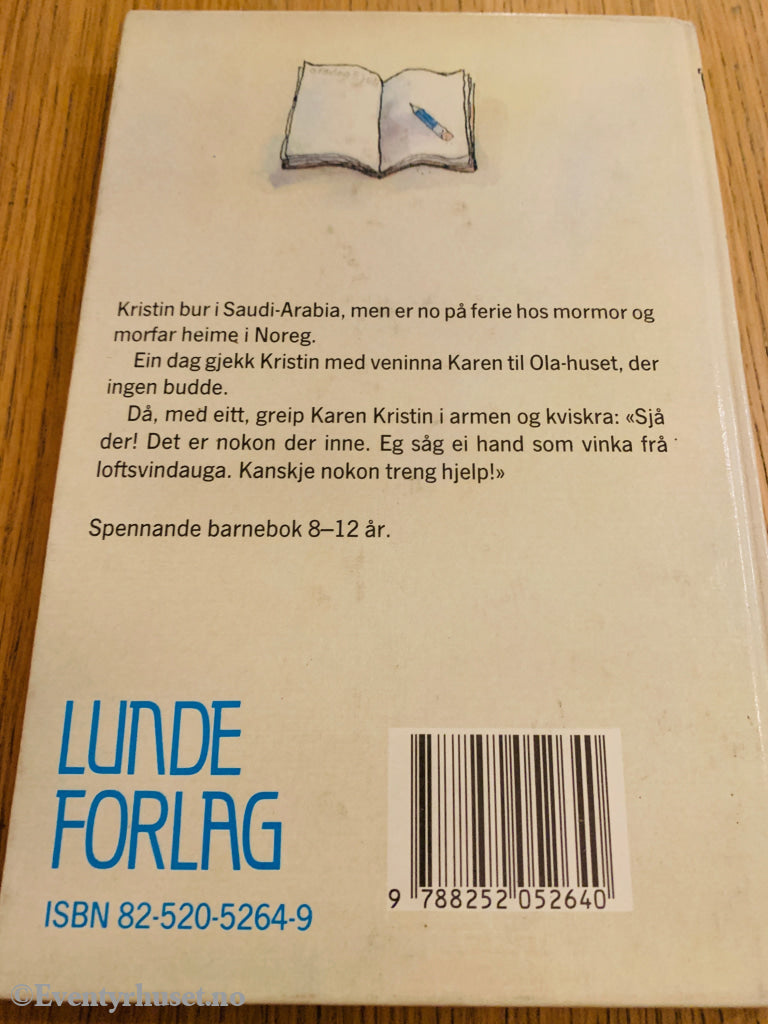 Kristin bur i Saudi-Arabia, men er no på ferie hos mormor og
morfar heime i Noreg.
Ein dag gjekk Kristin med veninna Karen til Ola-huset, der
ingen budde.
Då, med eitt, greip Karen Kristin i armen og kviskra: «Sjå
der! Det er nokon der inne. Eg såg ei hand som vinka frå
loftsvindauga. Kanskje nokon treng hjelp!»
Spennande barnebok 8–12 år.
LUNDE
FORLAG
ISBN 82-520-5264-9
9 788252 052640
©Eventyrhuset.no